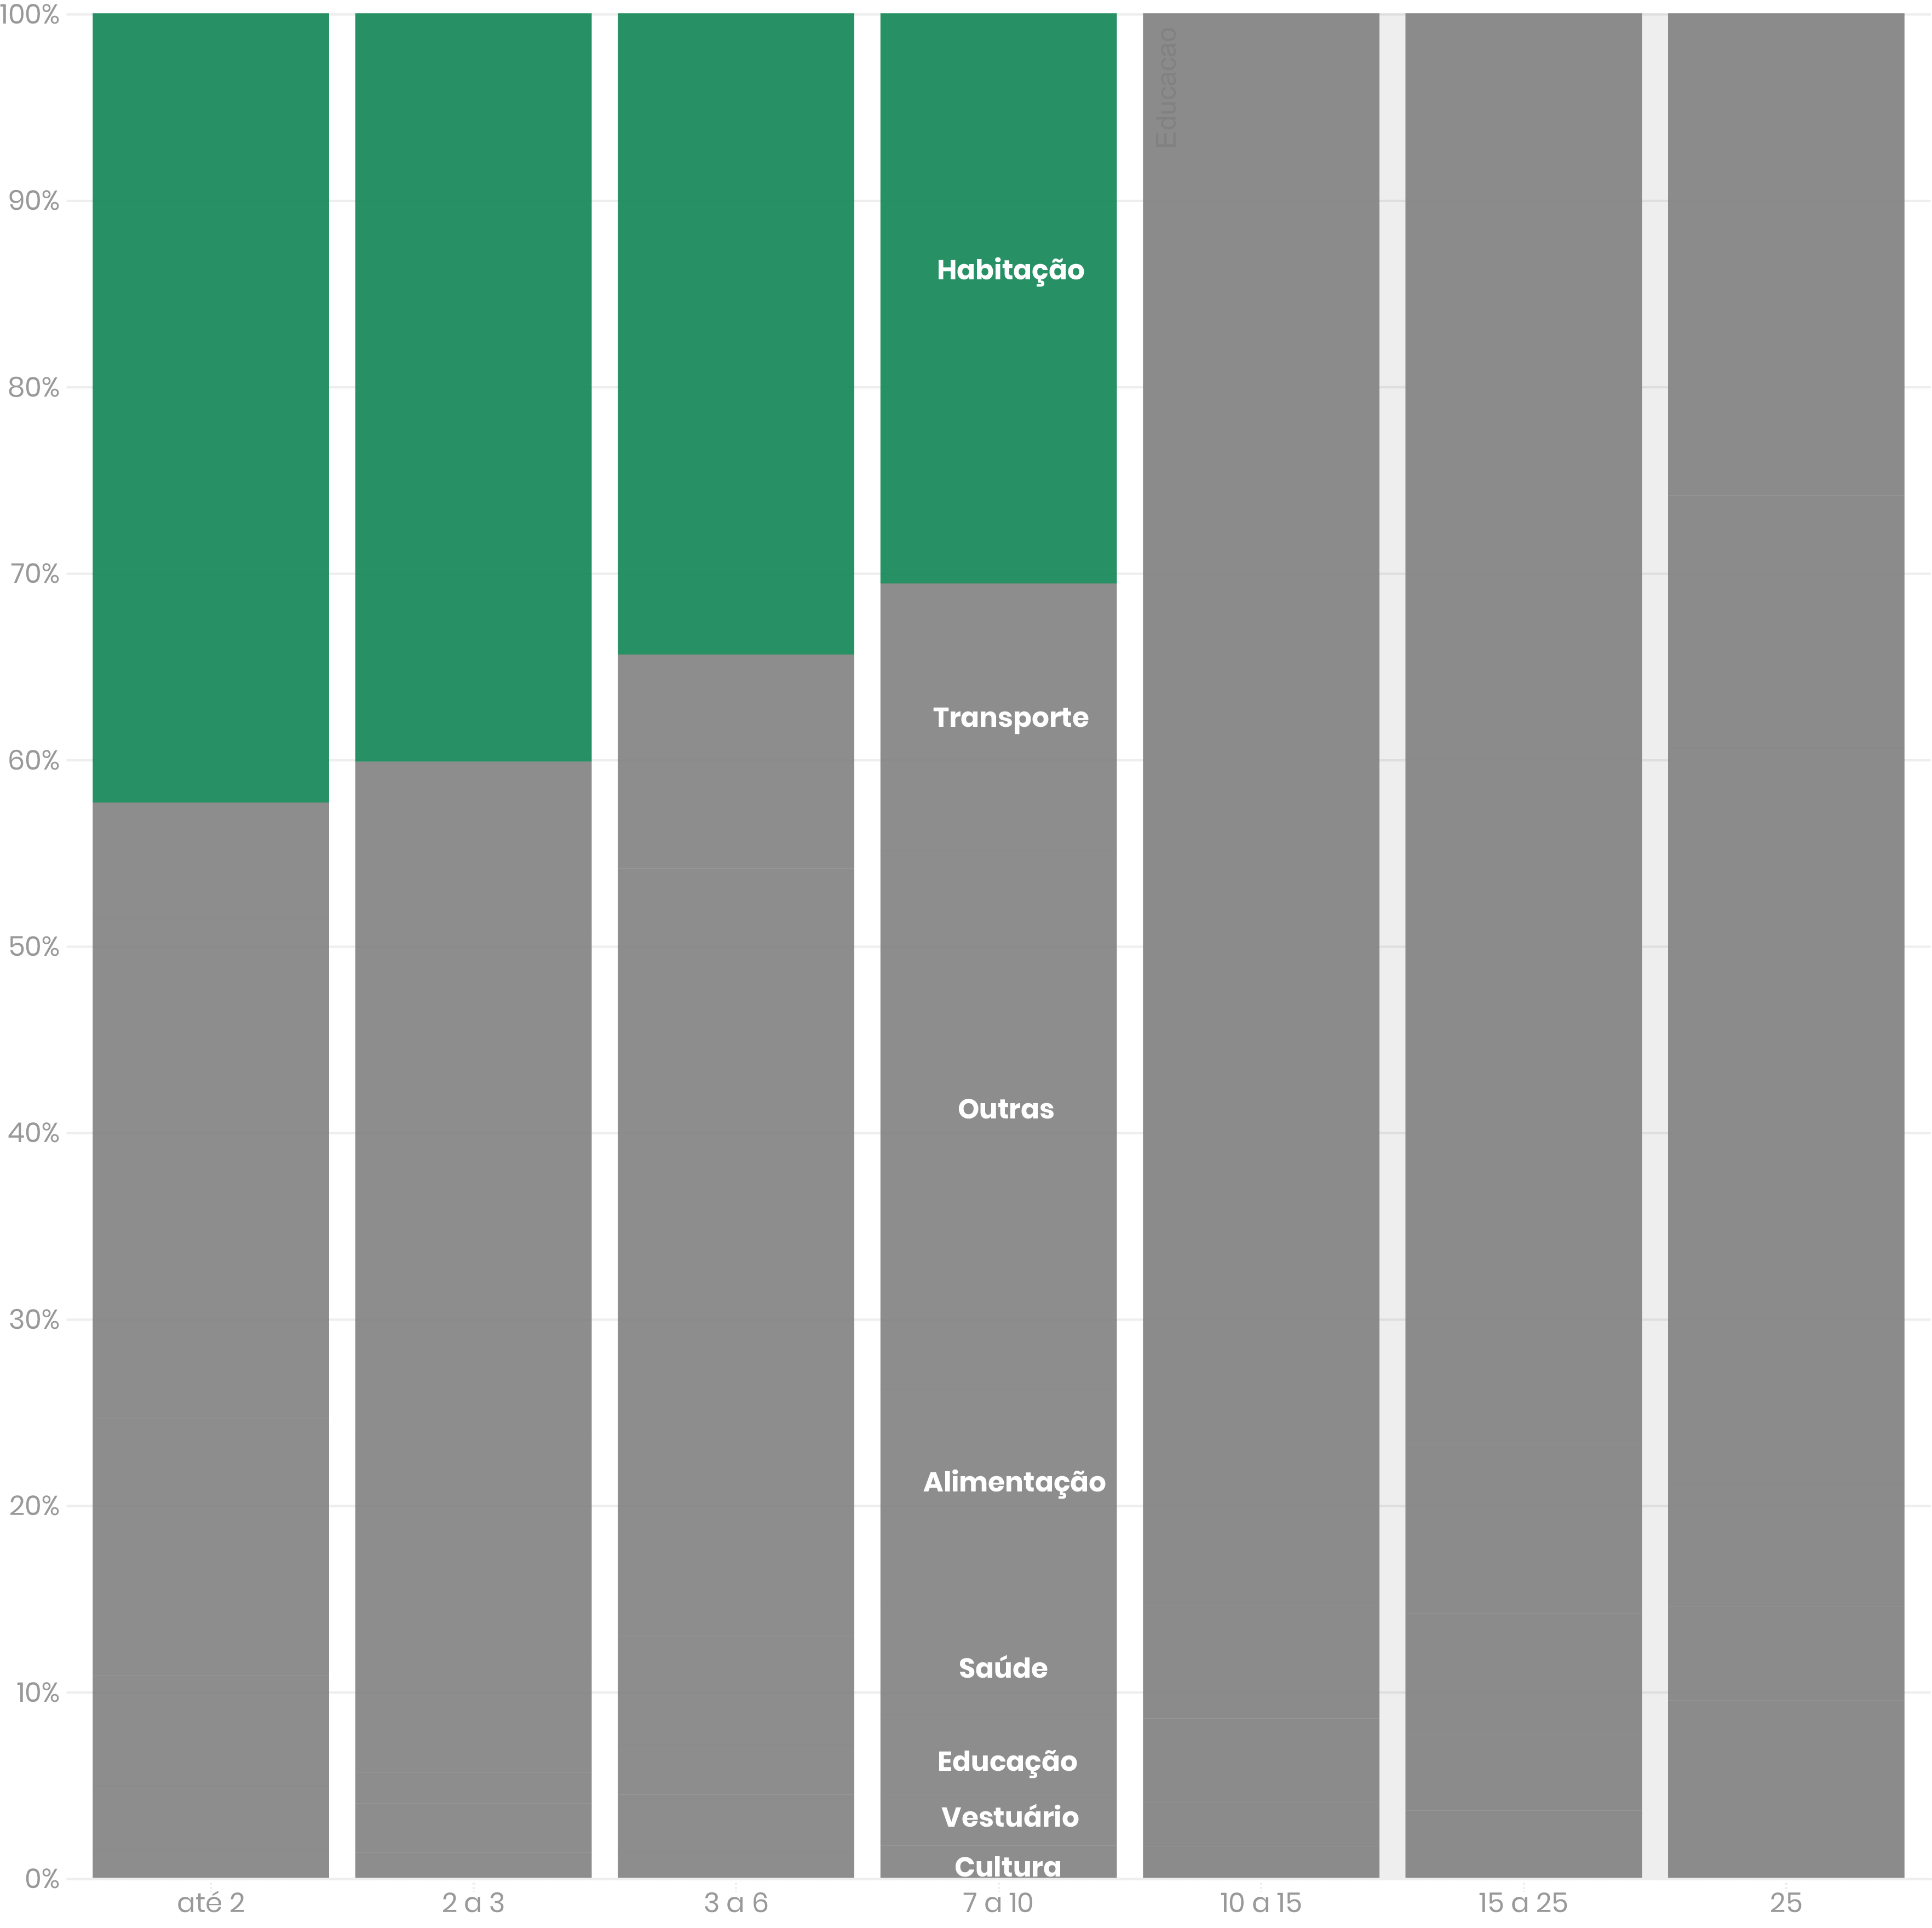 100%
Educacao
90%
Habitação
80%
70%
Transporte
60%
50%
Outras
40%
30%
Alimentação
20%
Saúde
10%
Educação
Vestuário
Cultura
0%
até 2
2 a 3
3 a 6
7 a 10
10 a 15
15 a 25
25